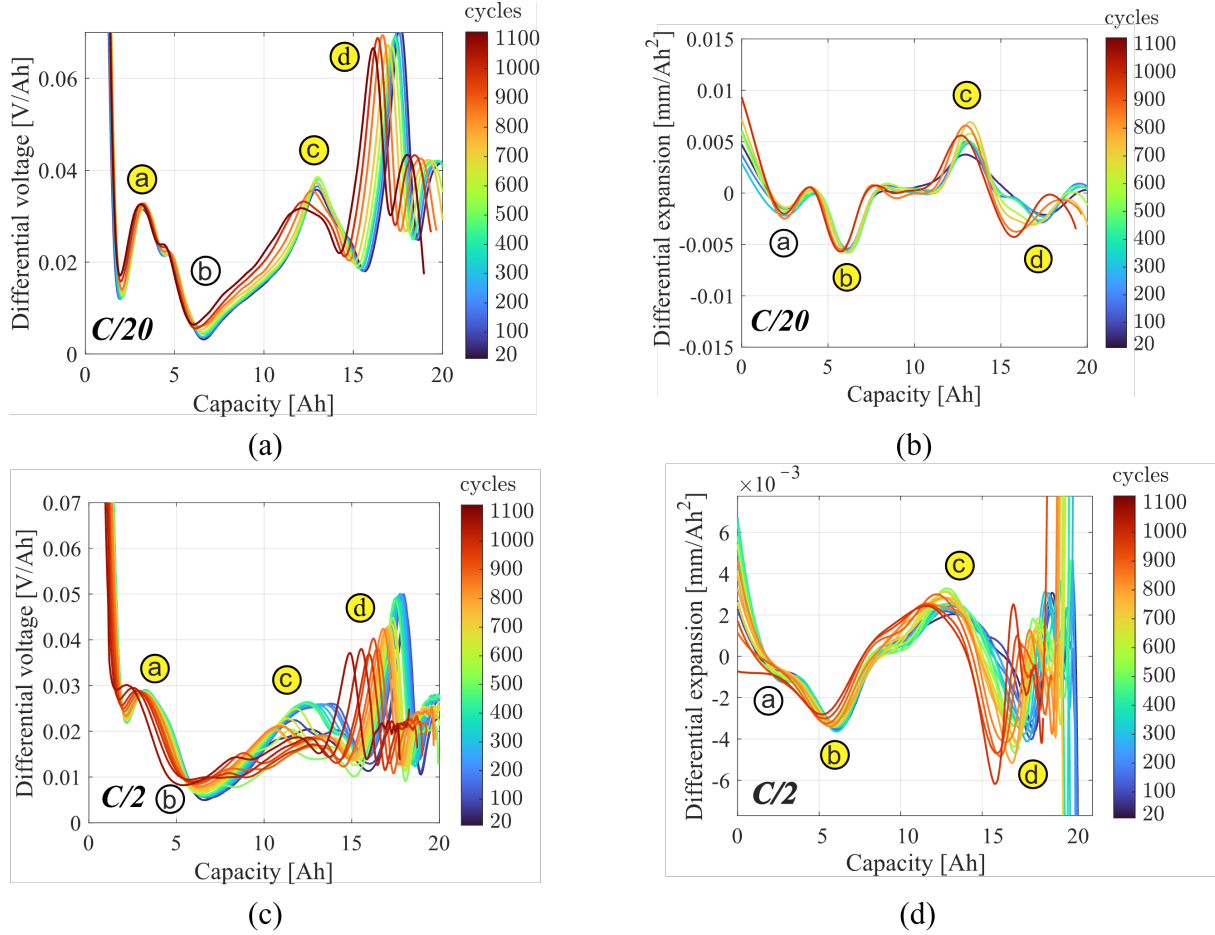 cycles
Differential voltage [V/Ah]
0.06
0.04
0.02
0
a
b
c
d
C/20
0 5 10 15 20
Capacity [Ah]
1100
1000
900
800
700
600
500
400
300
200
100
20
(a)
cycles
Differential expansion [mm/Ah²]
0.015
0.01
0.005
0
-0.005
-0.01
-0.015
a
b
c
d
C/20
0 5 10 15 20
Capacity [Ah]
1100
1000
900
800
700
600
500
400
300
200
100
20
(b)
cycles
Differential voltage [V/Ah]
0.07
0.06
0.05
0.04
0.03
0.02
0.01
0
a
b
c
d
C/2
0 5 10 15 20
Capacity [Ah]
1100
1000
900
800
700
600
500
400
300
200
100
20
(c)
cycles
×10⁻³
Differential expansion [mm/Ah²]
6
4
2
0
-2
-4
-6
a
b
c
d
C/2
0 5 10 15 20
Capacity [Ah]
1100
1000
900
800
700
600
500
400
300
200
100
20
(d)